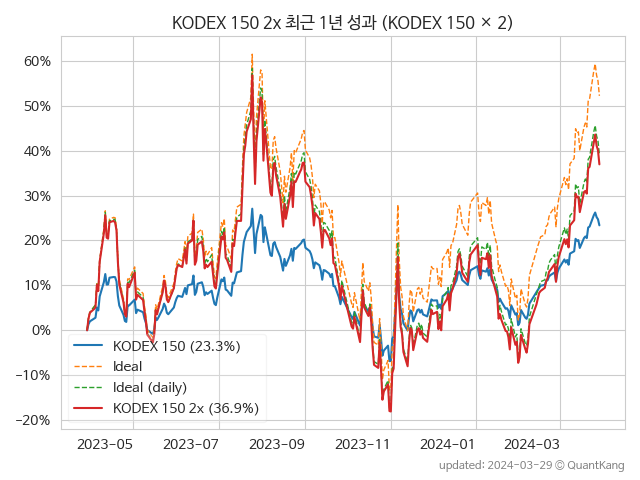 KODEX 150 2x 최근 1년 성과 (KODEX 150 × 2)
60%
50%
40%
30%
20%
10%
0%
−10%
−20%
KODEX 150 (23.3%)
Ideal
Ideal (daily)
KODEX 150 2x (36.9%)
2023-05 2023-07 2023-09 2023-11 2024-01 2024-03
updated: 2024-03-29 © QuantKang